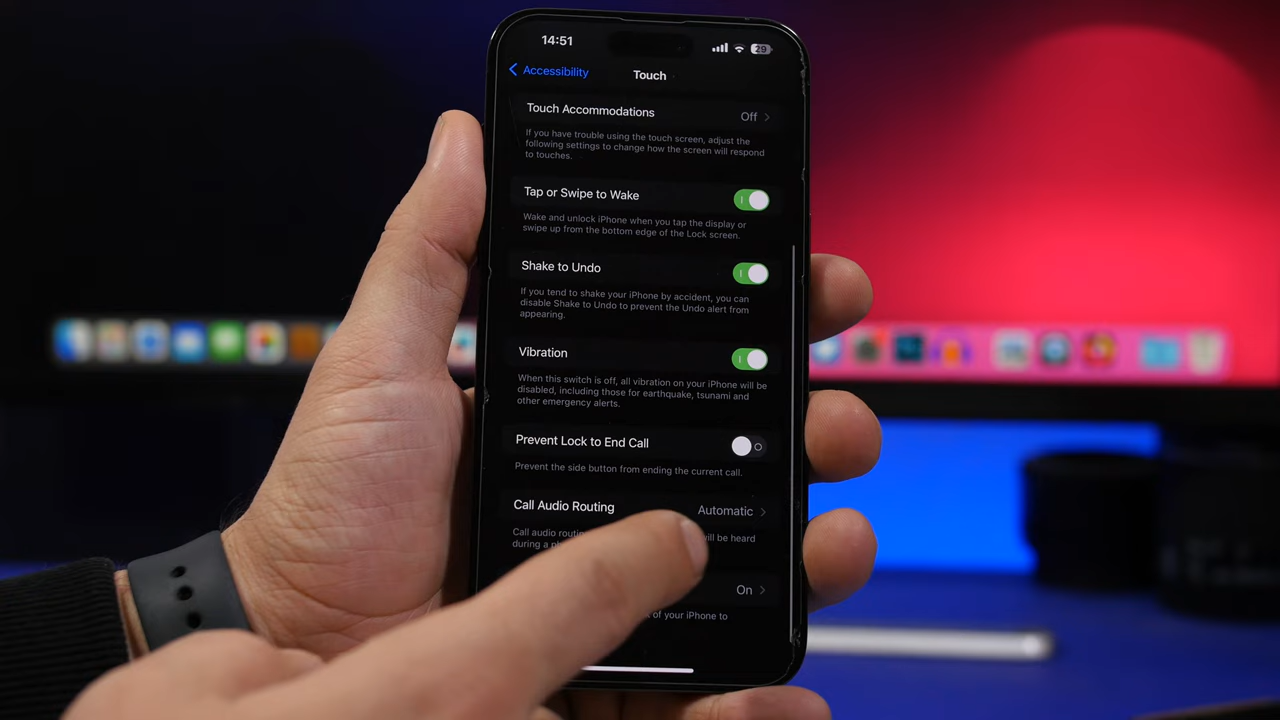 14:51
29
Accessibility
Touch
Touch Accommodations
Off
If you have trouble using the touch screen, adjust the
following settings to change how the screen will respond
to touches.
Tap or Swipe to Wake
Wake and unlock iPhone when you tap the display or
swipe up from the bottom edge of the Lock screen.
Shake to Undo
If you tend to shake your iPhone by accident, you can
disable Shake to Undo to prevent the Undo alert from
appearing.
Vibration
When this switch is off, all vibration on your iPhone will be
disabled, including those for earthquake, tsunami and
other emergency alerts.
Prevent Lock to End Call
Prevent the side button from ending the current call.
Call Audio Routing
Automatic
Call audio will be heard
during a
On
of your iPhone to